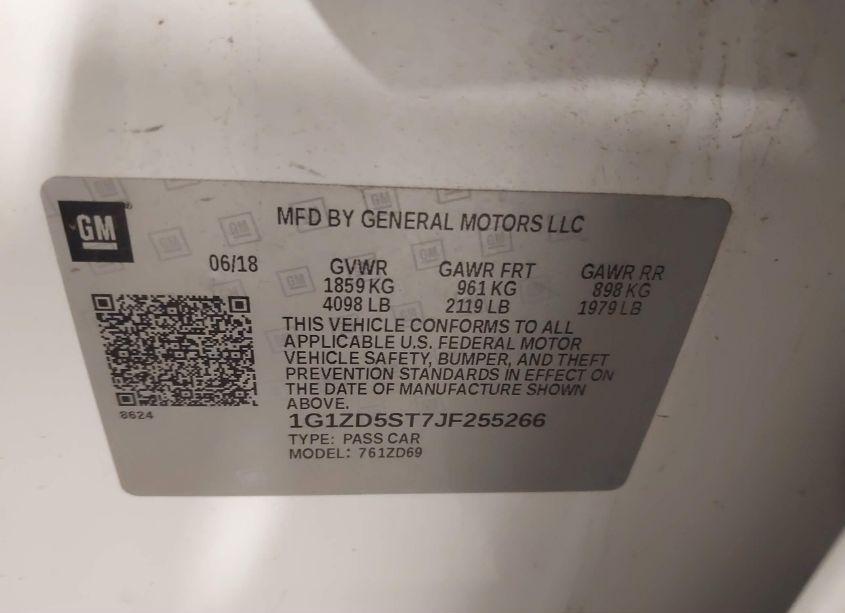 GM
MFD BY GENERAL MOTORS LLC
06/18 GVWR GAWR FRT GAWR RR
1859 KG 961 KG 898 KG
4098 LB 2119 LB 1979 LB
THIS VEHICLE CONFORMS TO ALL
APPLICABLE U.S. FEDERAL MOTOR
VEHICLE SAFETY, BUMPER, AND THEFT
PREVENTION STANDARDS IN EFFECT ON
THE DATE OF MANUFACTURE SHOWN
ABOVE.
8624
1G1ZD5ST7JF255266
TYPE: PASS CAR
MODEL: 761ZD69